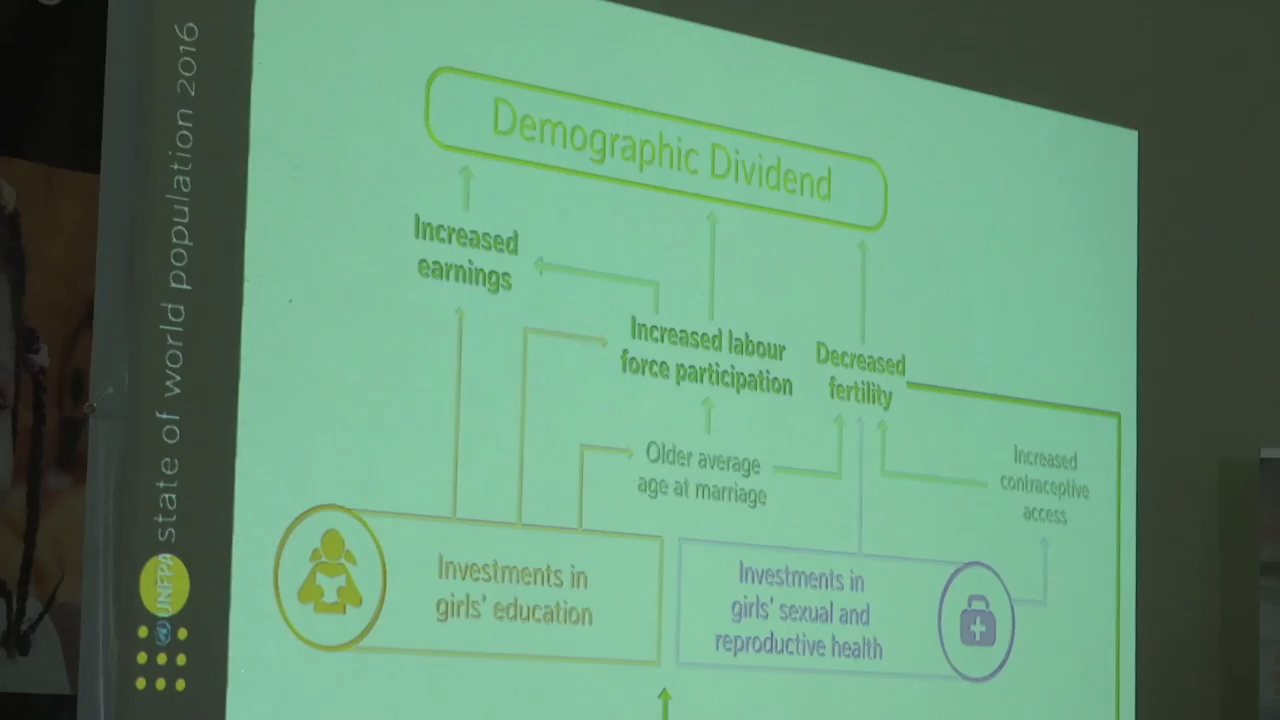 @UNFPA state of world population 2016
Demographic Dividend
Increased
earnings
Increased labour
force participation
Decreased
fertility
Older average
age at marriage
Increased
contraceptive
access
Investments in
girls' education
Investments in
girls' sexual and
reproductive health